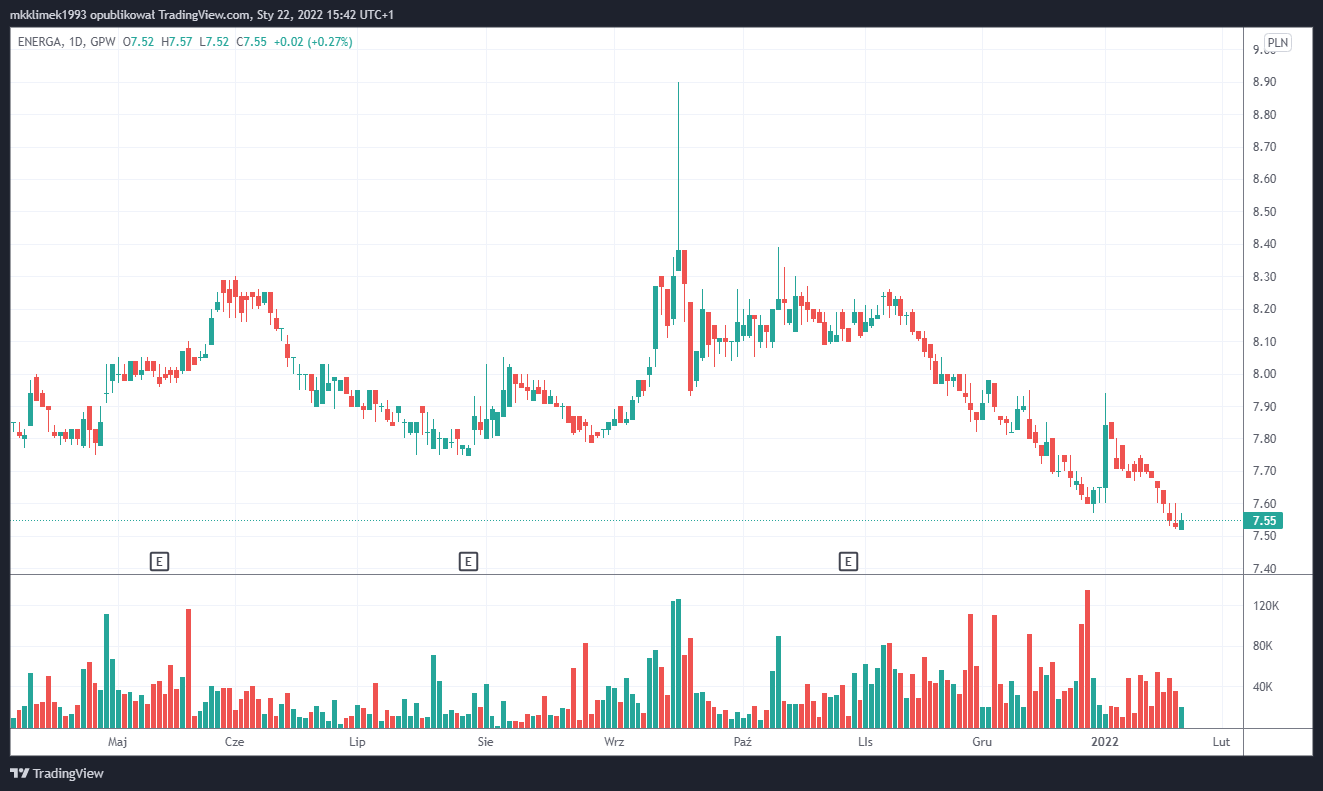 mkklimek1993 opublikował TradingView.com, Sty 22, 2022 15:42 UTC+1
ENERGA, 1D, GPW O7.52 H7.57 L7.52 C7.55 +0.02 (+0.27%)
PLN
8.90
8.80
8.70
8.60
8.50
8.40
8.30
8.20
8.10
8.00
7.90
7.80
7.70
7.60
7.55
7.50
E E E
7.40
120K
80K
40K
Maj Cze Lip Sie Wrz Paź LIs Gru 2022 Lut
TradingView